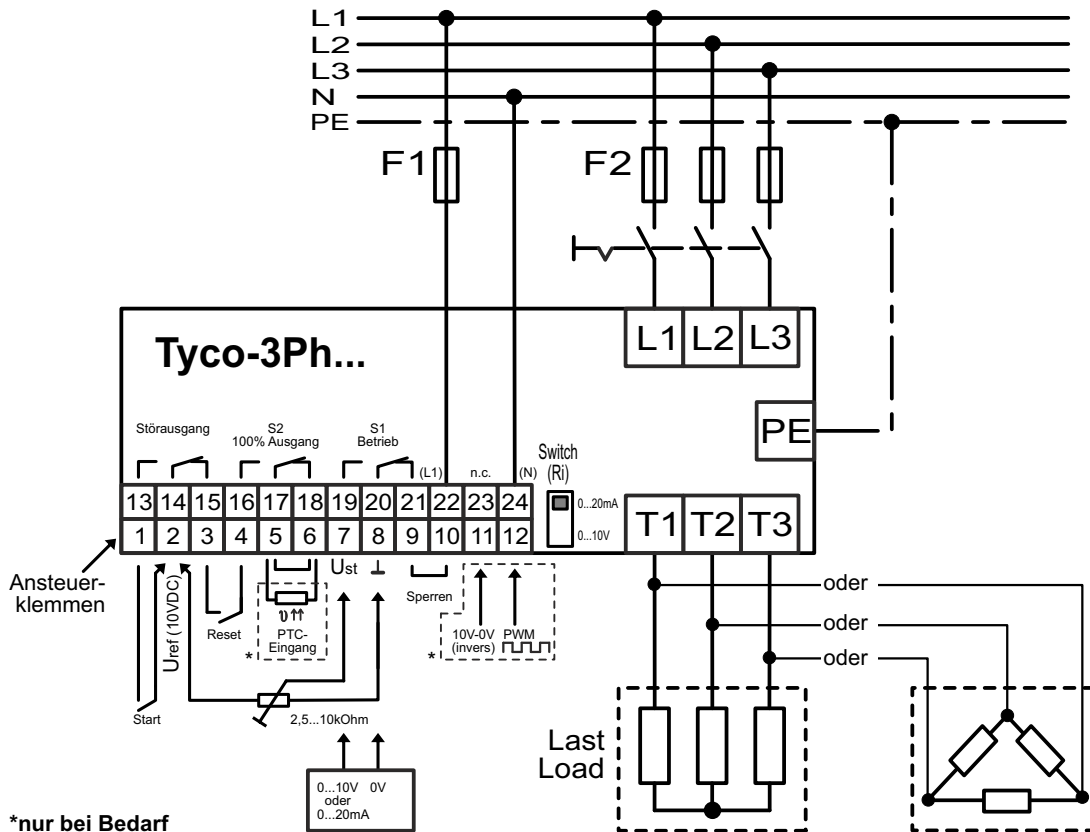 L1
L2
L3
N
PE
F1
F2
Tyco-3Ph...
L1 L2 L3
PE
Störausgang
S2
100% Ausgang
S1
Betrieb
(L1)
n.c.
(N)
Switch
(Ri)
0...20mA
0...10V
13 14 15 16 17 18 19 20 21 22 23 24
1 2 3 4 5 6 7 8 9 10 11 12
T1 T2 T3
Ansteuer-
klemmen
Uref (10VDC)
Start
Reset
υ↑↑
PTC-
Eingang
*
Ust
⊥
Sperren
10V-0V
(invers)
PWM
*
2,5...10kOhm
0...10V 0V
oder
0...20mA
oder
oder
oder
Last
Load
*nur bei Bedarf